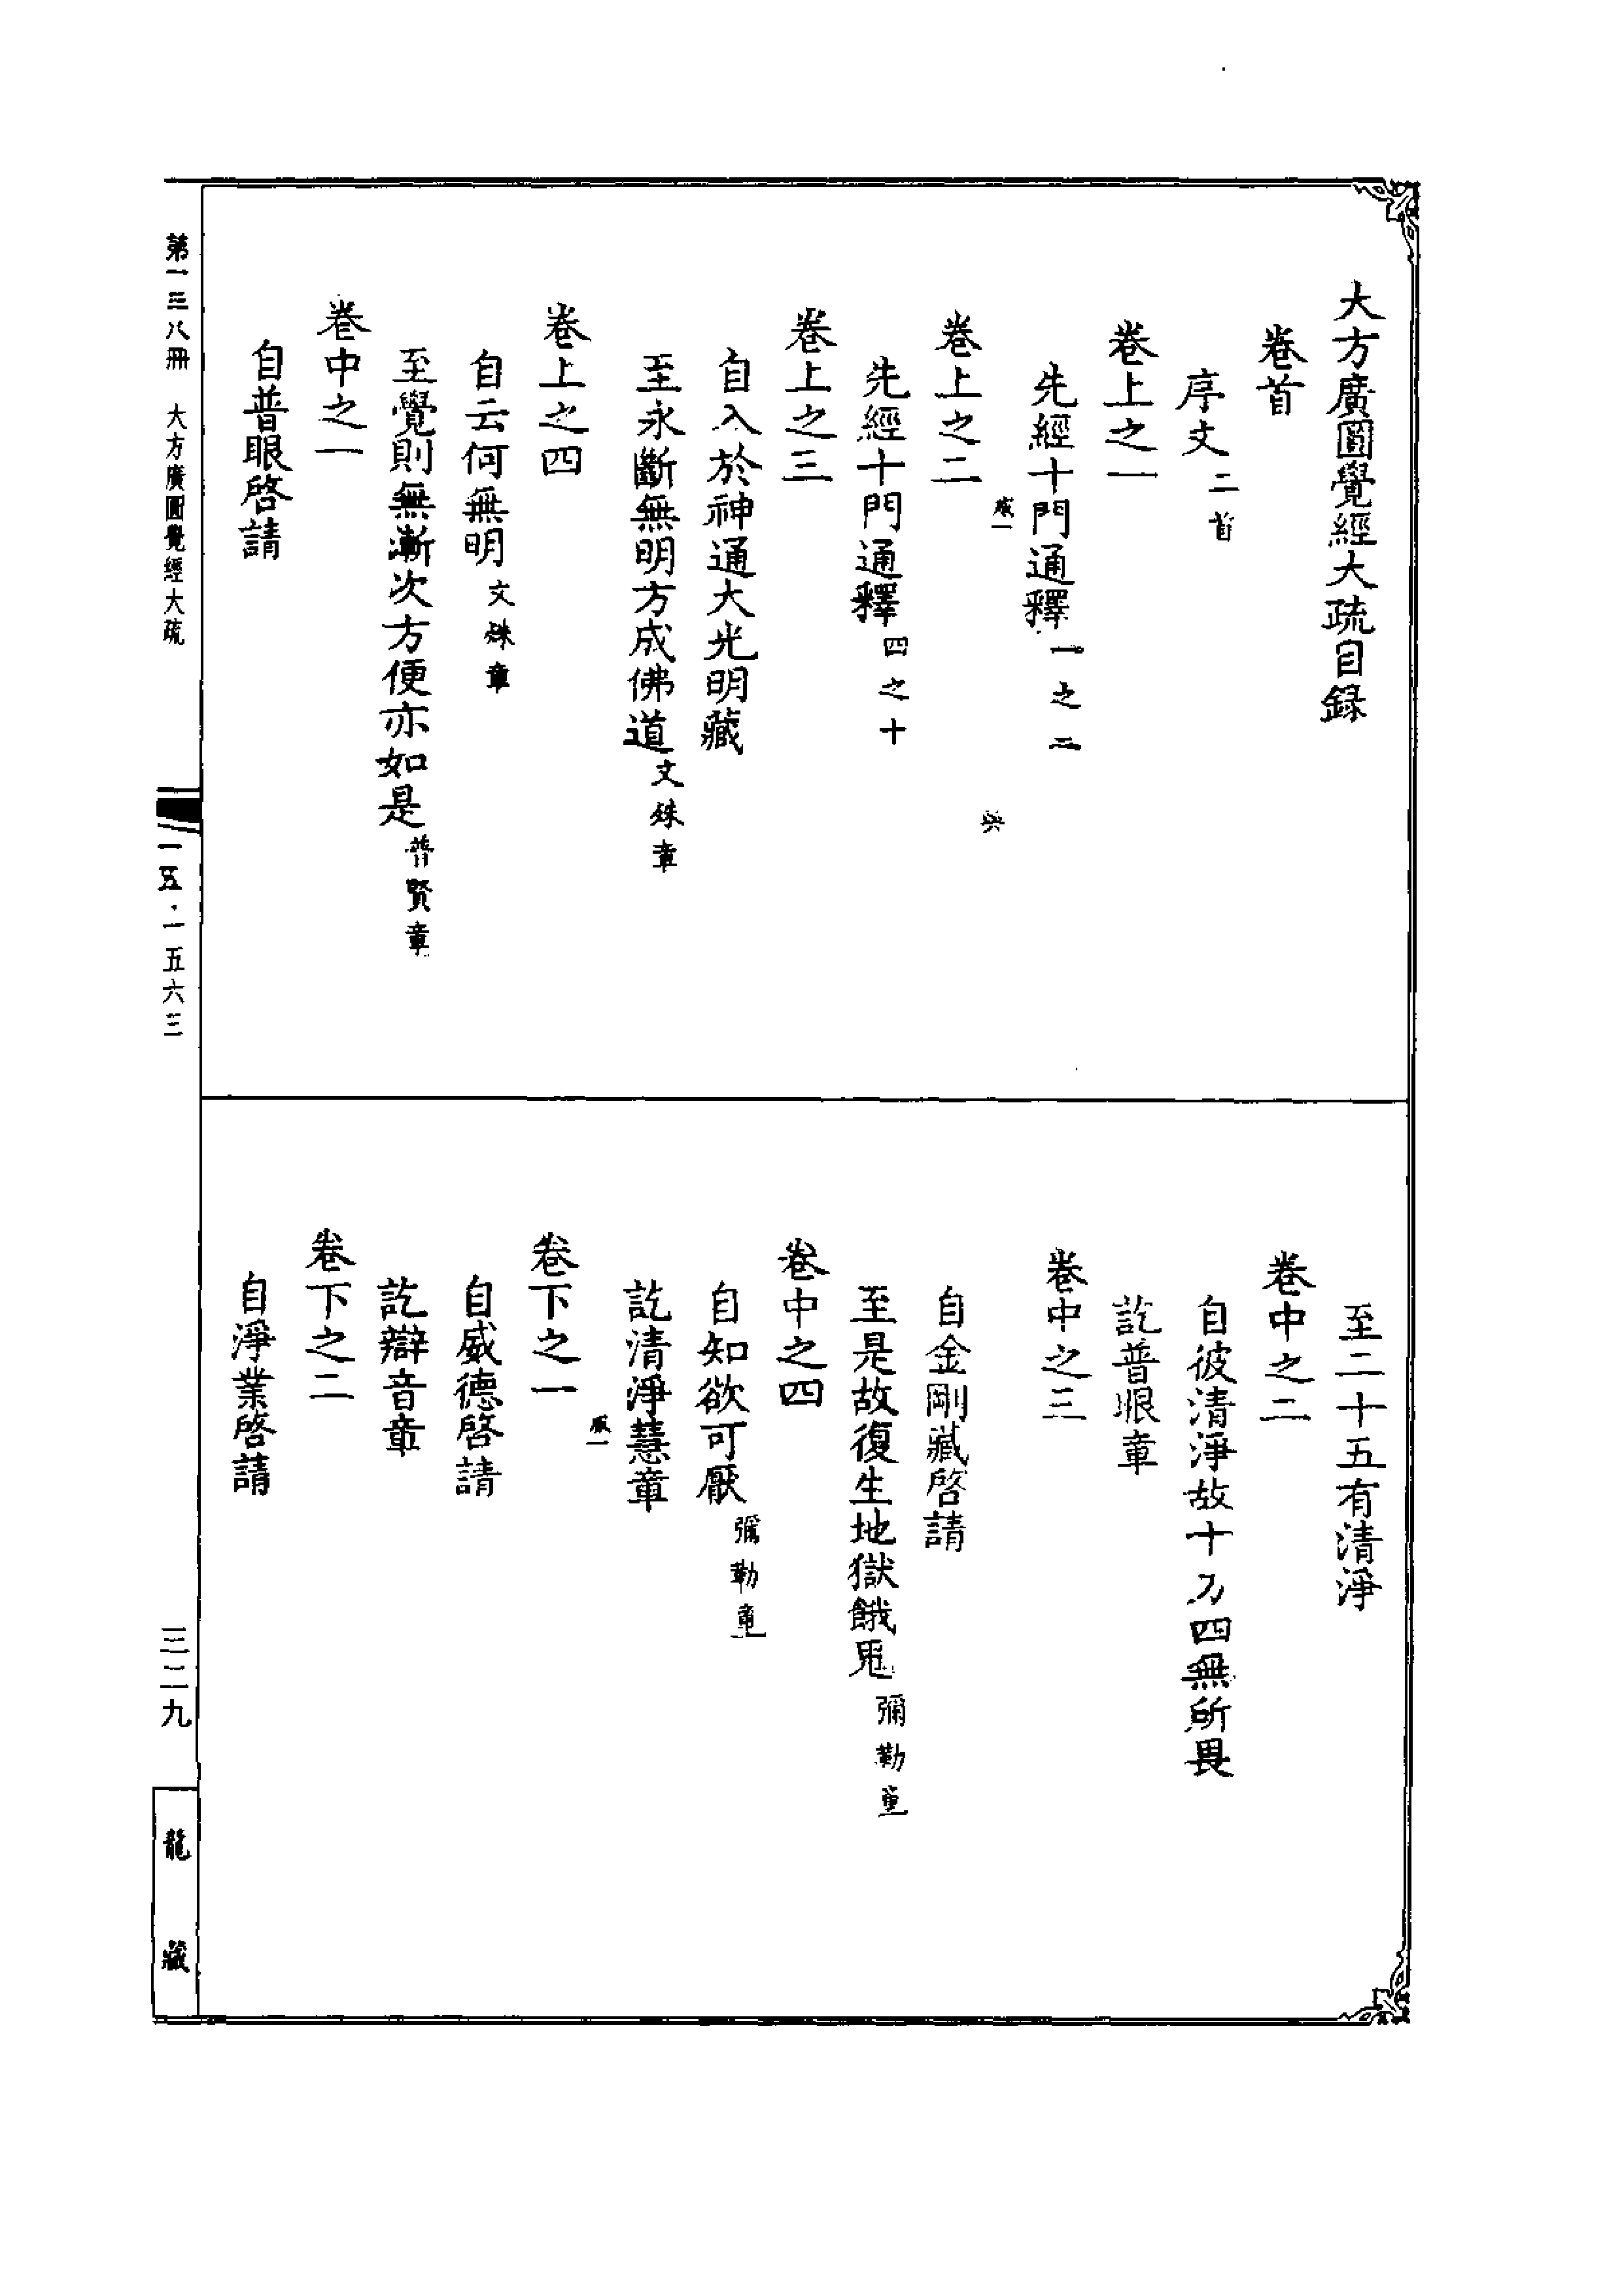 大方廣圓覺經大疏目録
卷首
序文二首
卷上之一
先經十門通釋一之三
卷上之二
先經十門通釋四之十
卷上之三
自入於神通大光明藏
至永斷無明方成佛道文殊章
卷上之四
自云何無明文殊章
至覺則無漸次方便亦如是普賢章
卷中之一
自普眼啓請
至二十五有清淨
卷中之二
自彼清淨故十力四無所畏
訖普眼章
卷中之三
自金剛藏啓請
至是故復生地獄餓鬼彌勒章
卷中之四
自知欲可厭彌勒章
訖清淨慧章
卷下之一
自威德啓請
訖辯音章
卷下之二
自淨業啓請
第一三八冊 大方廣圓覺經大疏
一五·一五六三
三二九
龍藏